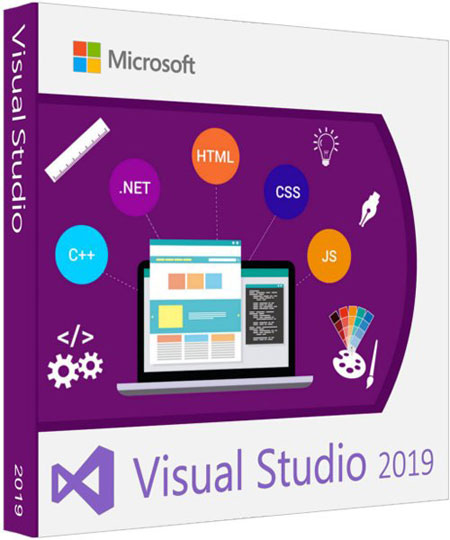 Visual Studio
2019
Microsoft
HTML
.NET
CSS
C++
JS
</>
Visual Studio 2019